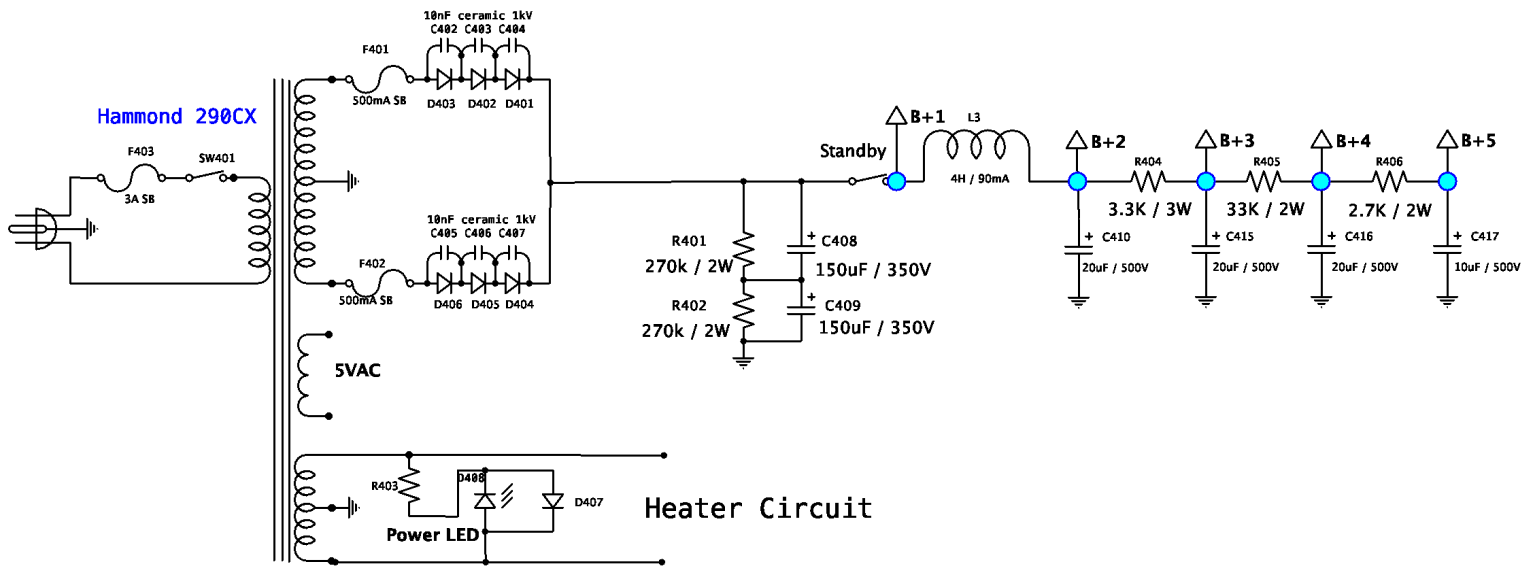 10nF ceramic 1kV
C402 C403 C404
F401
500mA SB
D403 D402 D401
Hammond 290CX
F403
SW401
3A SB
B+1
L3
4H / 90mA
Standby
B+2
R404
3.3K / 3W
B+3
R405
33K / 2W
B+4
R406
2.7K / 2W
B+5
10nF ceramic 1kV
C405 C406 C407
F402
500mA SB
D406 D405 D404
R401
270k / 2W
C408
150uF / 350V
R402
270k / 2W
C409
150uF / 350V
C410
20uF / 500V
C415
20uF / 500V
C416
20uF / 500V
C417
10uF / 500V
5VAC
R403
D408
D407
Power LED
Heater Circuit